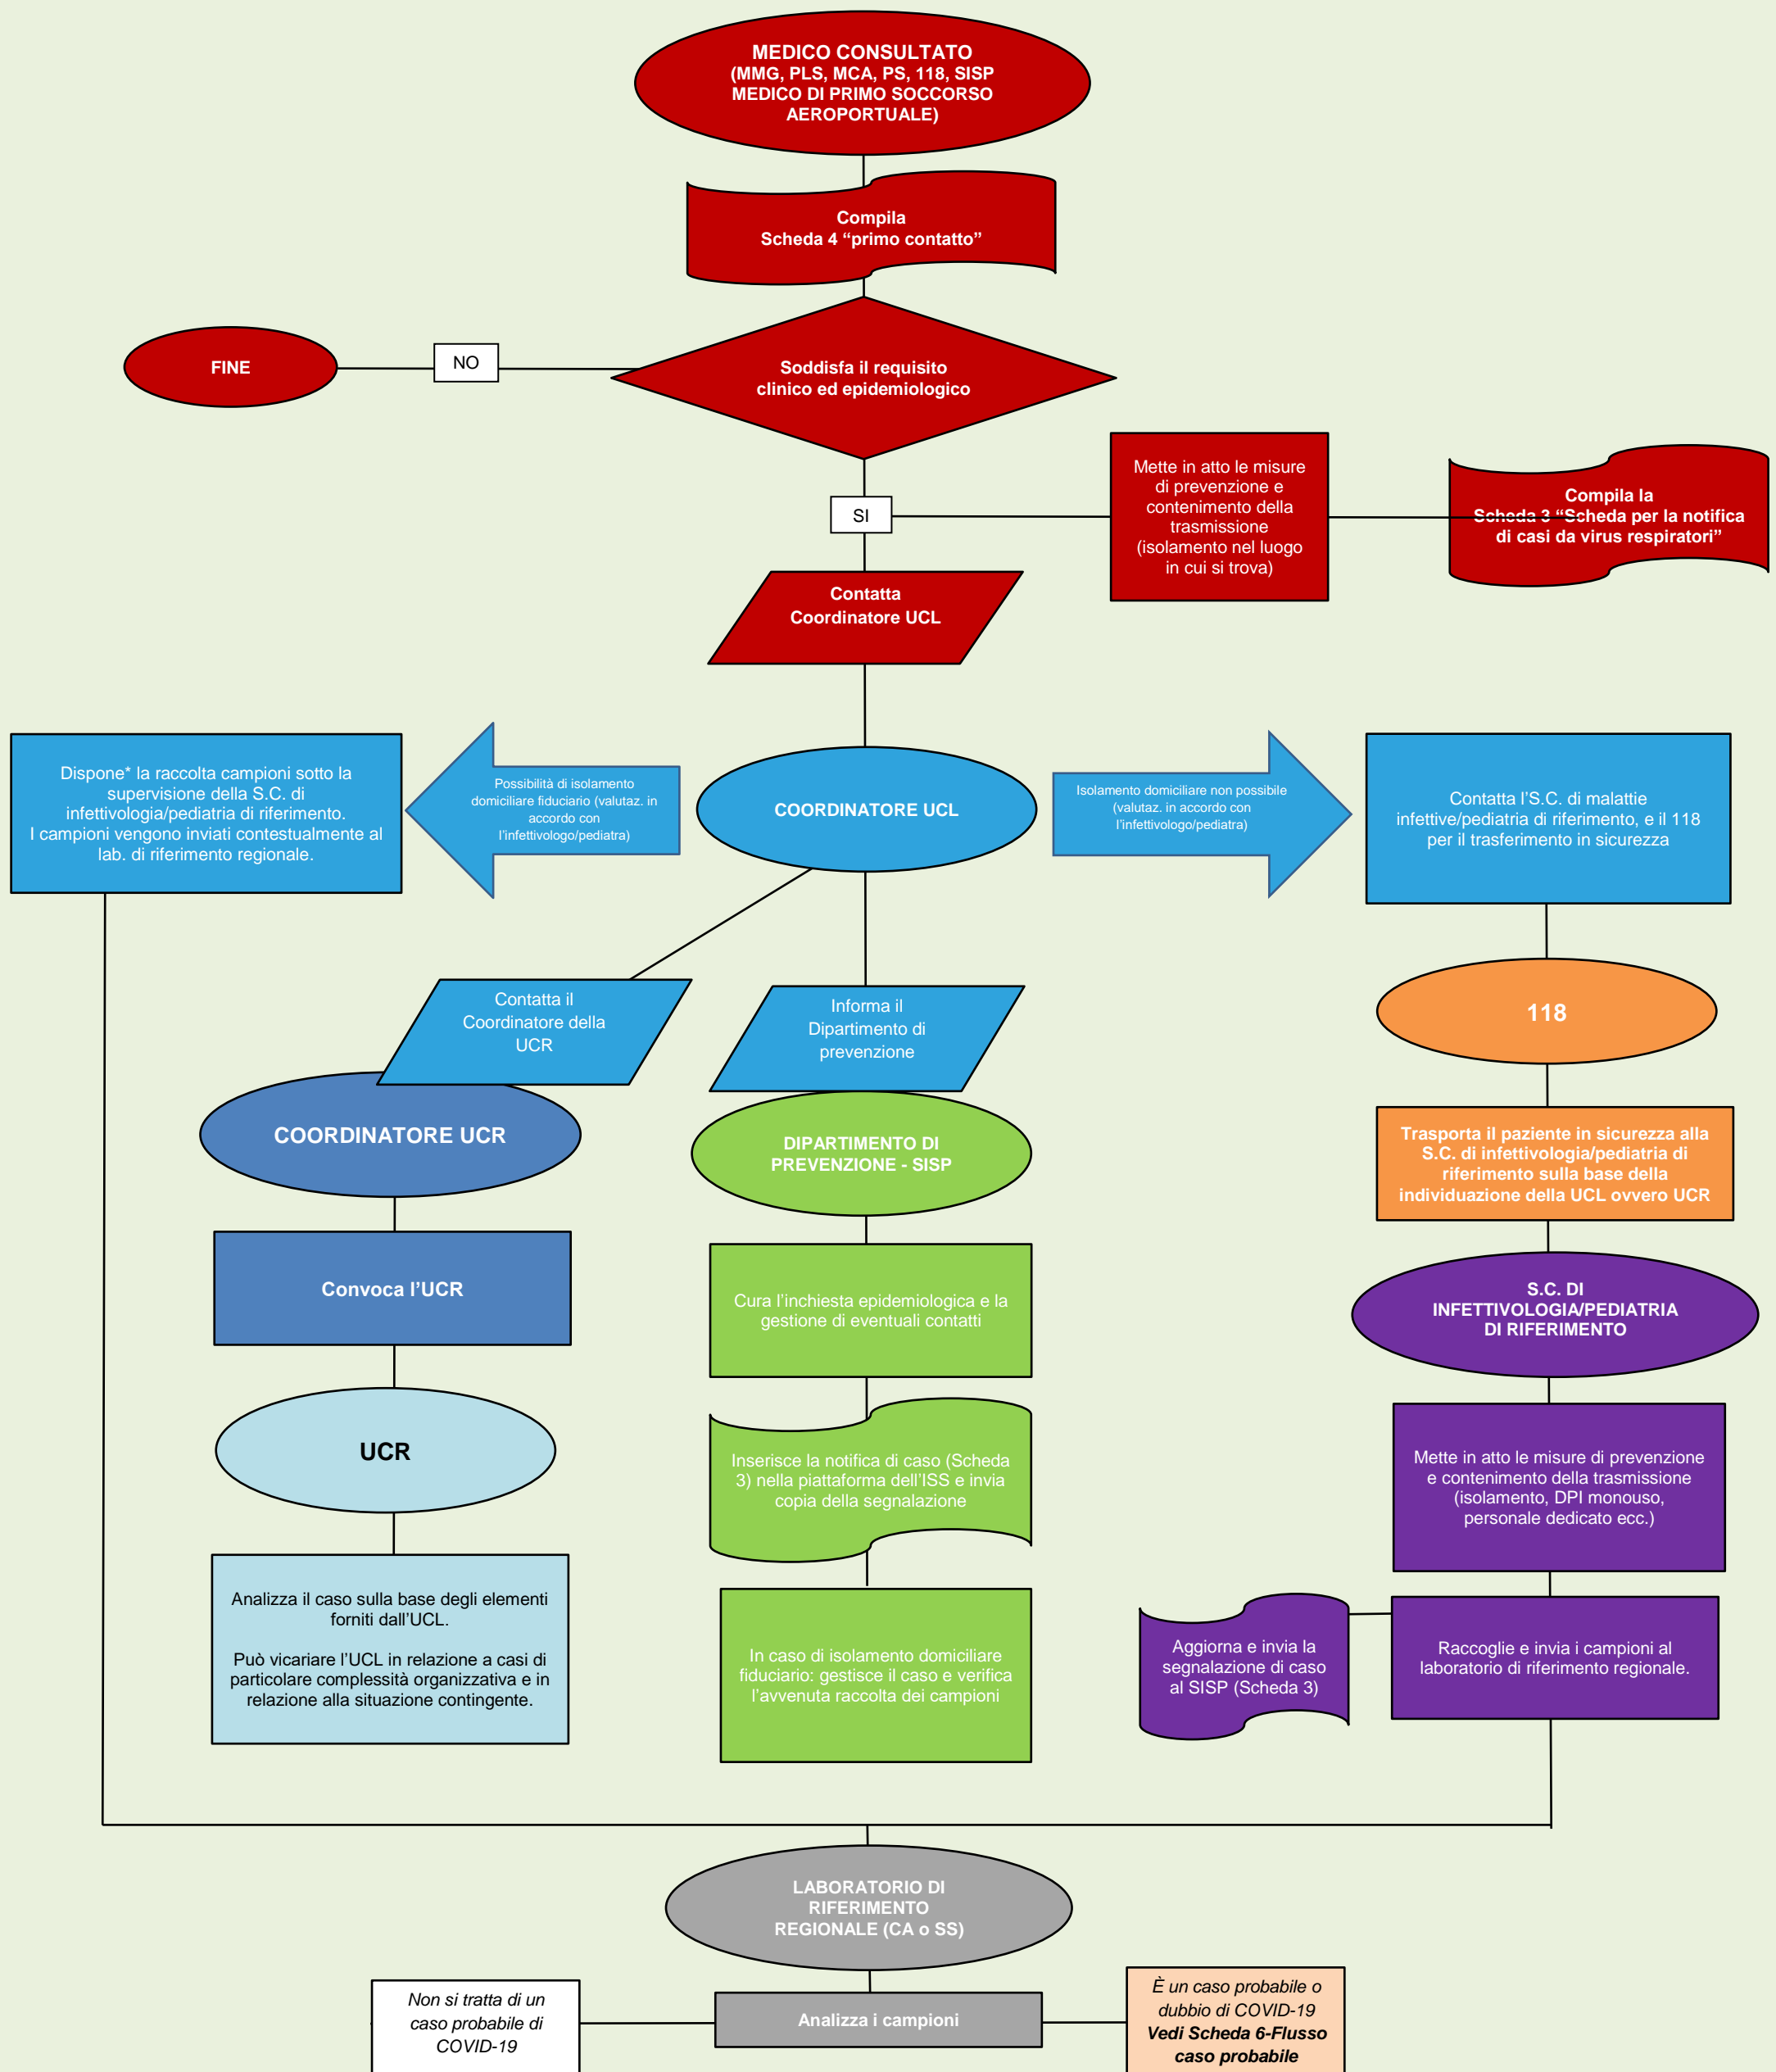 MEDICO CONSULTATO
(MMG, PLS, MCA, PS, 118, SISP
MEDICO DI PRIMO SOCCORSO
AEROPORTUALE)
Compila
Scheda 4 “primo contatto”
FINE
NO
Soddisfa il requisito
clinico ed epidemiologico
SI
Mette in atto le misure
di prevenzione e
contenimento della
trasmissione
(isolamento nel luogo
in cui si trova)
Compila la
Scheda 3 “Scheda per la notifica
di casi da virus respiratori”
Contatta
Coordinatore UCL
Dispone* la raccolta campioni sotto la
supervisione della S.C. di
infettivologia/pediatria di riferimento.
I campioni vengono inviati contestualmente al
lab. di riferimento regionale.
Possibilità di isolamento
domiciliare fiduciario (valutaz. in
accordo con
l’infettivologo/pediatra)
COORDINATORE UCL
Isolamento domiciliare non possibile
(valutaz. in accordo con
l’infettivologo/pediatra)
Contatta l’S.C. di malattie
infettive/pediatria di riferimento, e il 118
per il trasferimento in sicurezza
Contatta il
Coordinatore della
UCR
Informa il
Dipartimento di
prevenzione
118
COORDINATORE UCR
DIPARTIMENTO DI
PREVENZIONE - SISP
Trasporta il paziente in sicurezza alla
S.C. di infettivologia/pediatria di
riferimento sulla base della
individuazione della UCL ovvero UCR
Convoca l’UCR
Cura l’inchiesta epidemiologica e la
gestione di eventuali contatti
S.C. DI
INFETTIVOLOGIA/PEDIATRIA
DI RIFERIMENTO
UCR
Inserisce la notifica di caso (Scheda
3) nella piattaforma dell’ISS e invia
copia della segnalazione
Mette in atto le misure di prevenzione
e contenimento della trasmissione
(isolamento, DPI monouso,
personale dedicato ecc.)
Analizza il caso sulla base degli elementi
forniti dall’UCL.
Può vicariare l’UCL in relazione a casi di
particolare complessità organizzativa e in
relazione alla situazione contingente.
In caso di isolamento domiciliare
fiduciario: gestisce il caso e verifica
l’avvenuta raccolta dei campioni
Aggiorna e invia la
segnalazione di caso
al SISP (Scheda 3)
Raccoglie e invia i campioni al
laboratorio di riferimento regionale.
LABORATORIO DI
RIFERIMENTO
REGIONALE (CA o SS)
Non si tratta di un
caso probabile di
COVID-19
Analizza i campioni
È un caso probabile o
dubbio di COVID-19
Vedi Scheda 6-Flusso
caso probabile